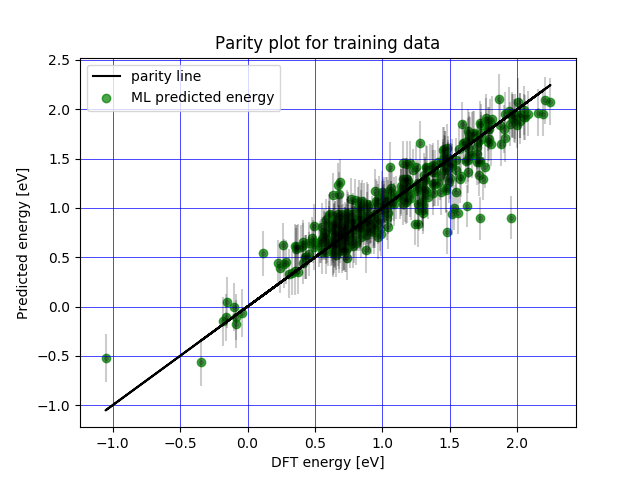 Parity plot for training data
parity line
ML predicted energy
Predicted energy [eV]
2.5
2.0
1.5
1.0
0.5
0.0
−0.5
−1.0
−1.0 −0.5 0.0 0.5 1.0 1.5 2.0
DFT energy [eV]